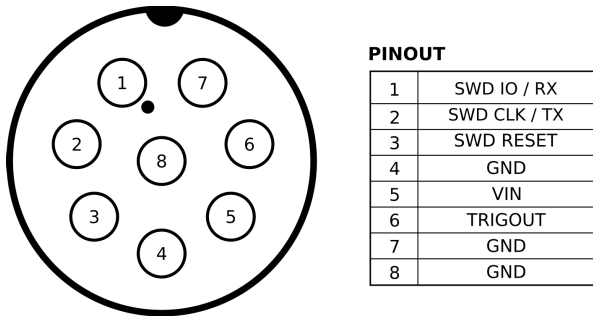 1
7
2
6
8
3
5
4
PINOUT
1 SWD IO / RX
2 SWD CLK / TX
3 SWD RESET
4 GND
5 VIN
6 TRIGOUT
7 GND
8 GND